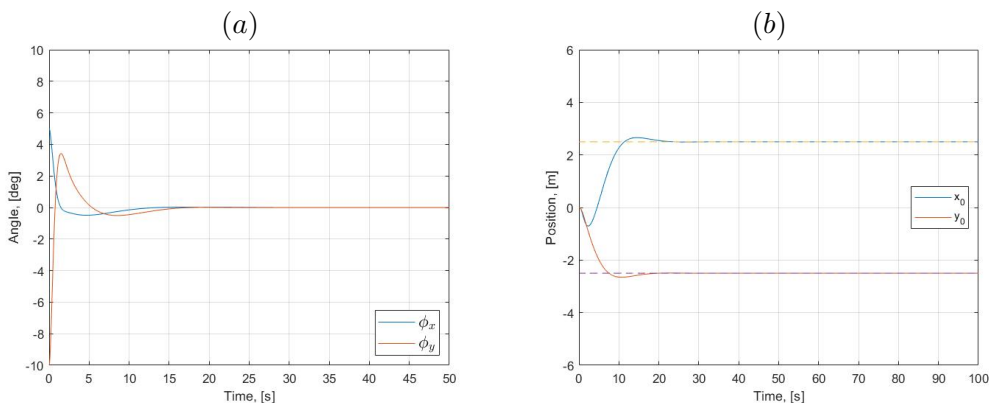 (a)
10
8
6
4
2
0
-2
-4
-6
-8
-10
Angle, [deg]
0 5 10 15 20 25 30 35 40 45 50
Time, [s]
ϕx
ϕy
(b)
6
4
2
0
-2
-4
-6
Position, [m]
0 10 20 30 40 50 60 70 80 90 100
Time, [s]
x0
y0